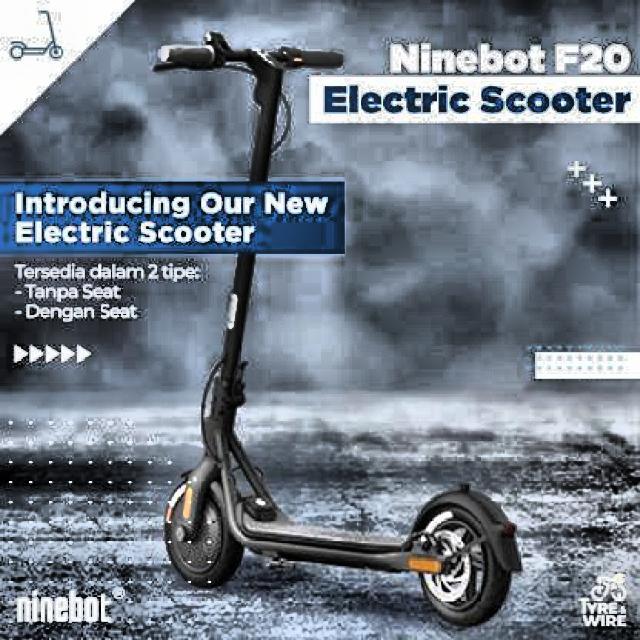 Ninebot F20
Electric Scooter
Introducing Our New
Electric Scooter
Tersedia dalam 2 tipe:
- Tanpa Seat
- Dengan Seat
ninebot®
TYRE &
WIRE